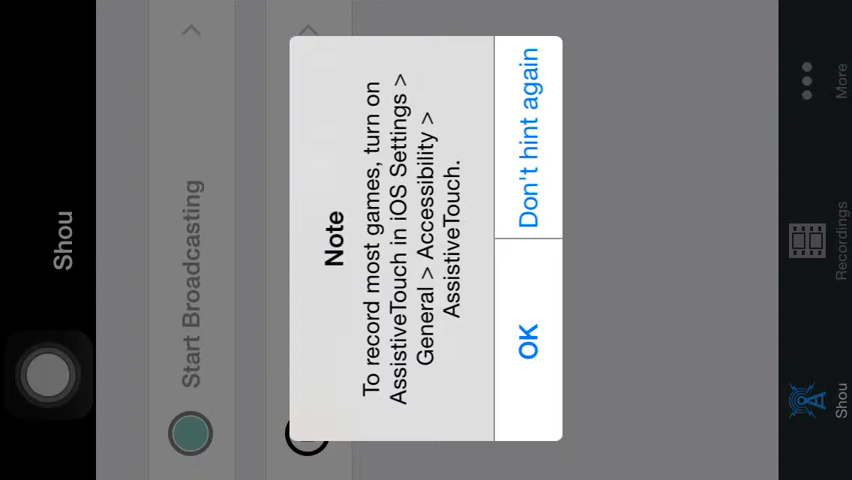 Shou
Start Broadcasting
Note
To record most games, turn on
AssistiveTouch in iOS Settings >
General > Accessibility >
AssistiveTouch.
OK
Don't hint again
Shou
Recordings
More